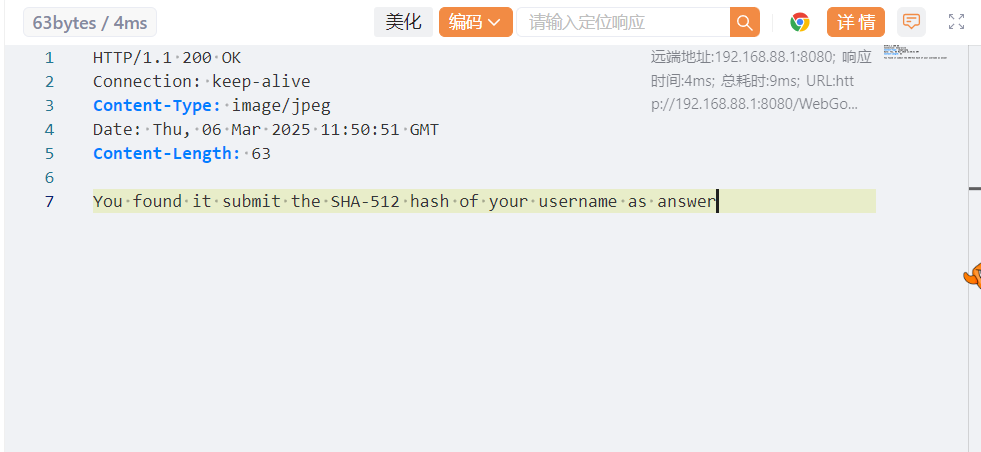 63bytes / 4ms
美化
编码
请输入定位响应
详情
1 HTTP/1.1 200 OK
2 Connection: keep-alive
3 Content-Type: image/jpeg
4 Date: Thu, 06 Mar 2025 11:50:51 GMT
5 Content-Length: 63
6
7 You found it submit the SHA-512 hash of your username as answer
远端地址:192.168.88.1:8080; 响应
时间:4ms; 总耗时:9ms; URL:htt
p://192.168.88.1:8080/WebGo...